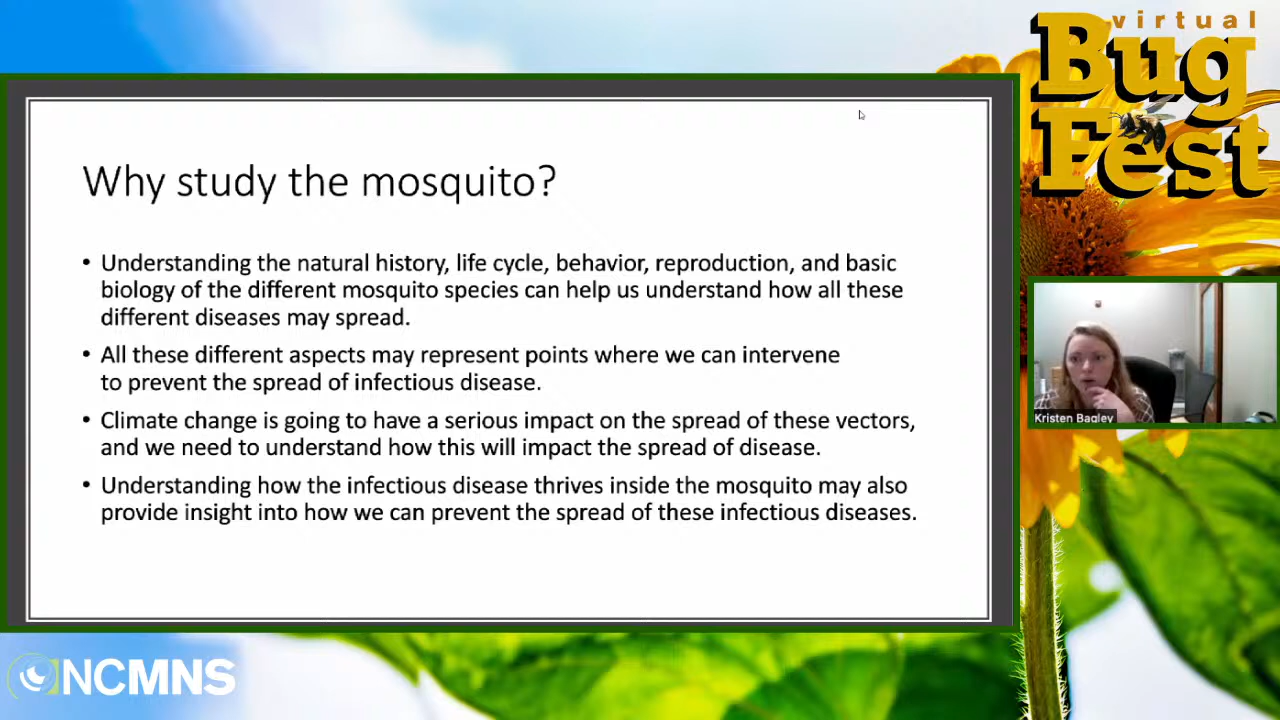 virtual
Bug
Fest
Why study the mosquito?
• Understanding the natural history, life cycle, behavior, reproduction, and basic
biology of the different mosquito species can help us understand how all these
different diseases may spread.
• All these different aspects may represent points where we can intervene
to prevent the spread of infectious disease.
• Climate change is going to have a serious impact on the spread of these vectors,
and we need to understand how this will impact the spread of disease.
• Understanding how the infectious disease thrives inside the mosquito may also
provide insight into how we can prevent the spread of these infectious diseases.
Kristen Bagley
NCMNS